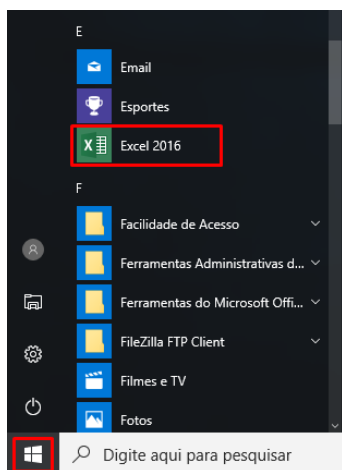 E
Email
Esportes
Excel 2016
F
Facilidade de Acesso
Ferramentas Administrativas d...
Ferramentas do Microsoft Offi...
FileZilla FTP Client
Filmes e TV
Fotos
Digite aqui para pesquisar